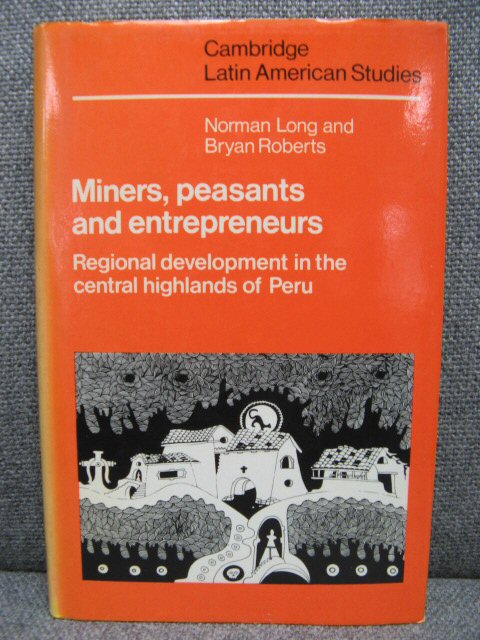 Cambridge
Latin American Studies
Norman Long and
Bryan Roberts
Miners, peasants
and entrepreneurs
Regional development in the
central highlands of Peru